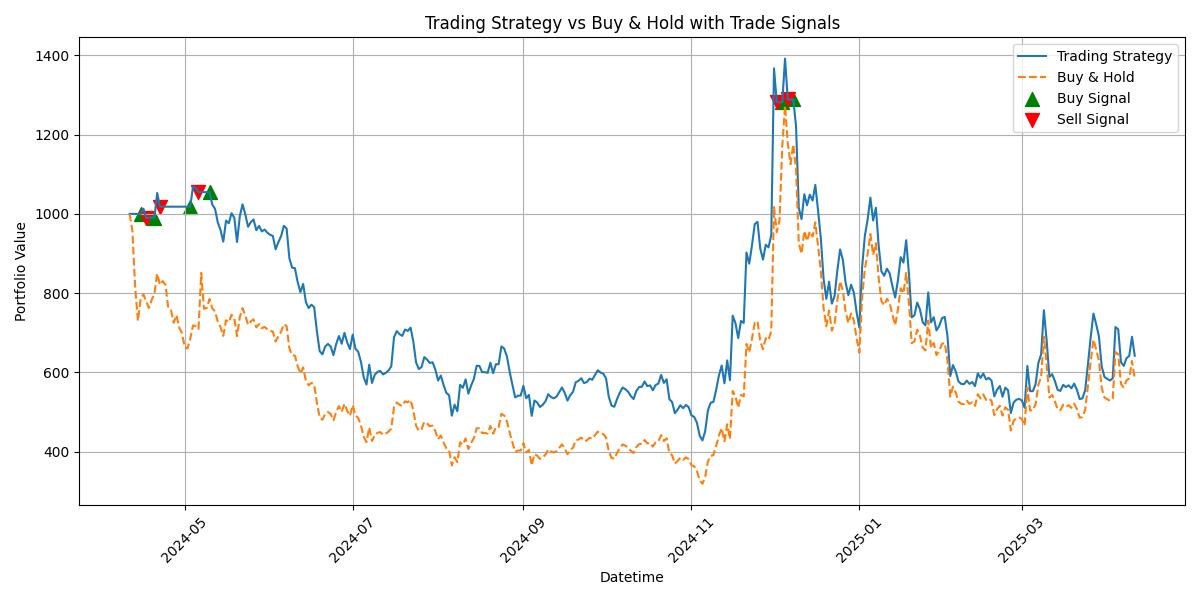 Trading Strategy vs Buy & Hold with Trade Signals
Trading Strategy
Buy & Hold
Buy Signal
Sell Signal
Portfolio Value
1400
1200
1000
800
600
400
2024-05
2024-07
2024-09
2024-11
2025-01
2025-03
Datetime